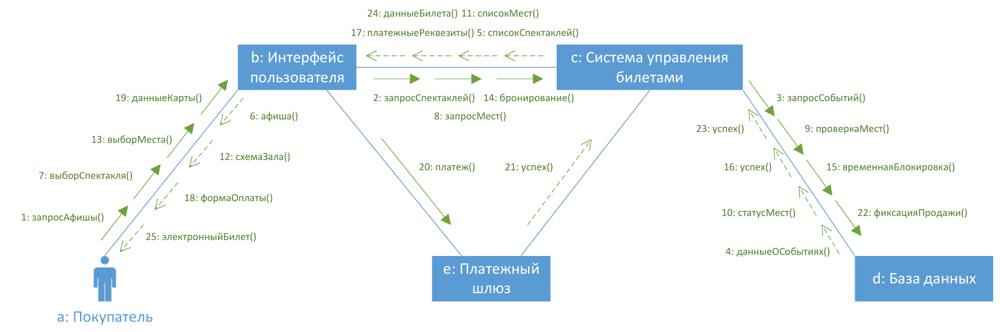 24: данныеБилета() 11: списокМест()
17: платежныеРеквезиты() 5: списокСпектаклей()
b: Интерфейс
пользователя
c: Система управления
билетами
19: данныеКарты()
2: запросСпектаклей() 14: бронирование()
3: запросСобытий()
6: афиша()
8: запросМест()
23: успех()
9: проверкаМест()
13: выборМеста()
12: схемаЗала()
20: платеж()
21: успех()
16: успех()
15: временнаяБлокировка()
7: выборСпектакля()
18: формаОплаты()
10: статусМест()
22: фиксацияПродажи()
1: запросАфишы()
25: электронныйБилет()
4: данныеОСобытиях()
e: Платежный
шлюз
d: База данных
a: Покупатель